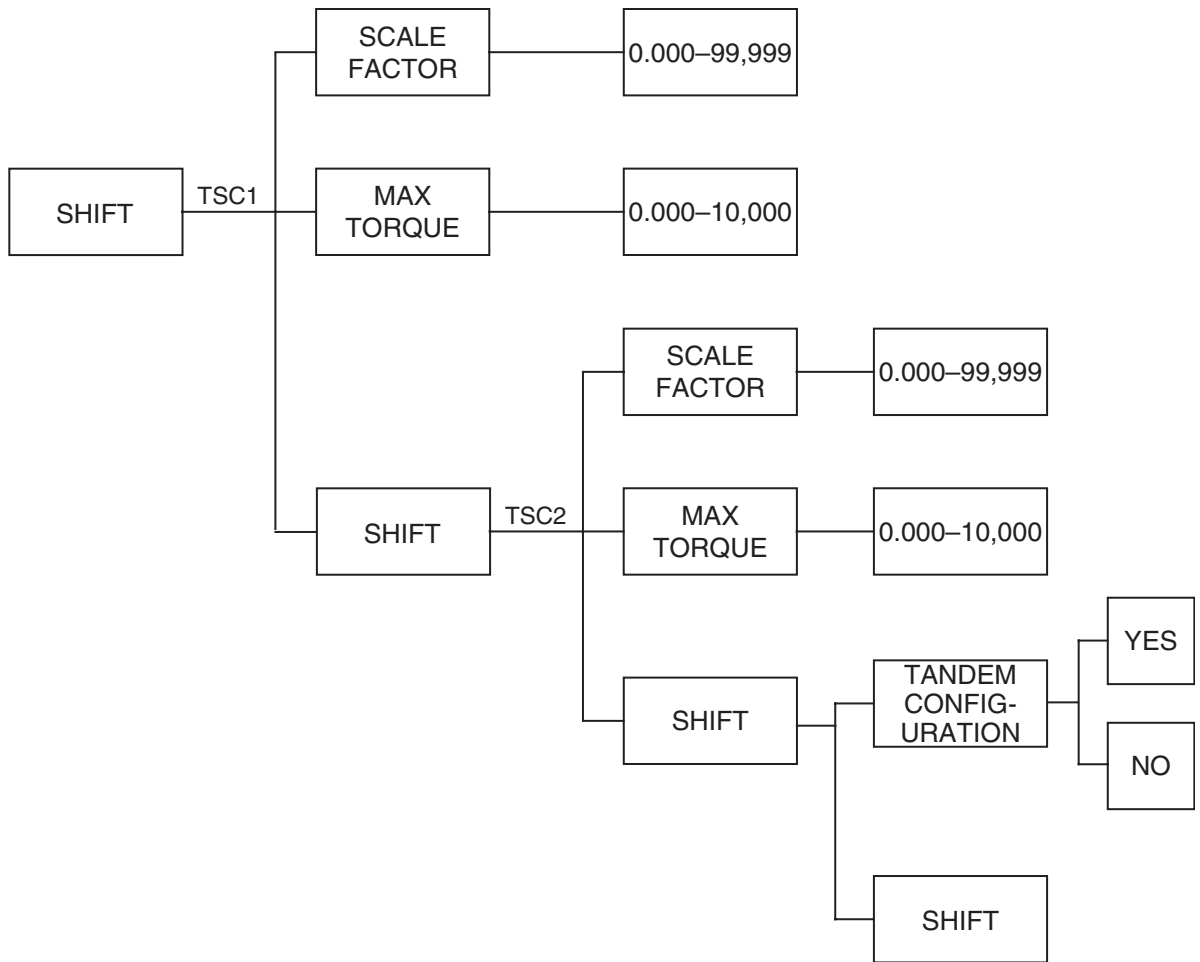 SCALE
FACTOR
0.000–99,999
SHIFT
TSC1
MAX
TORQUE
0.000–10,000
SCALE
FACTOR
0.000–99,999
SHIFT
TSC2
MAX
TORQUE
0.000–10,000
SHIFT
TANDEM
CONFIG-
URATION
YES
NO
SHIFT